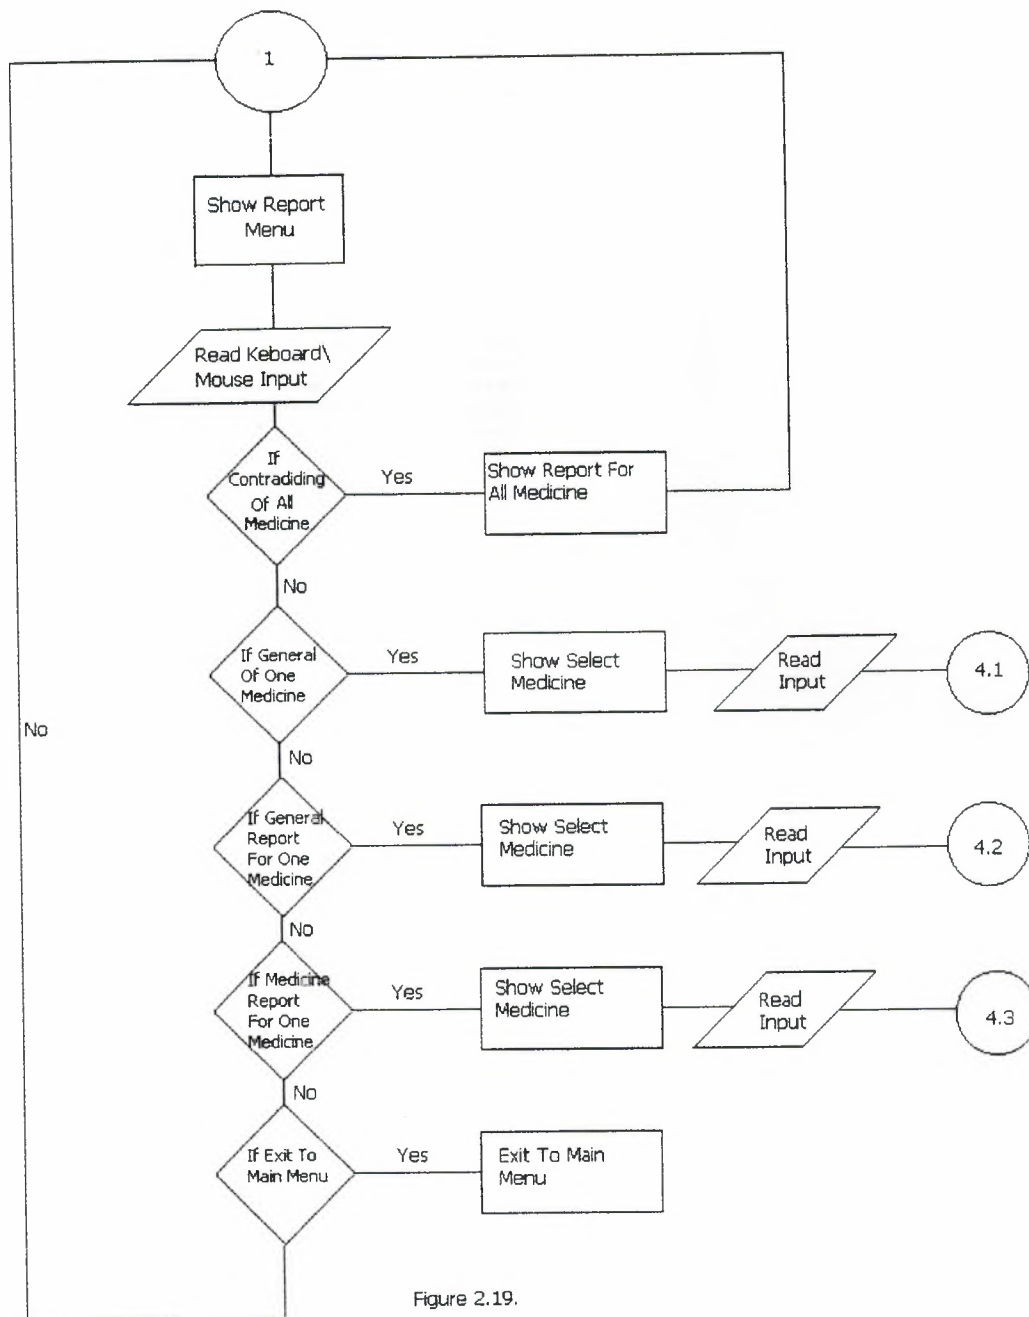 1
Show Report
Menu
Read Keboard\
Mouse Input
If
Contradiding
Of All
Medicine
Yes
Show Report For
All Medicine
No
If General
Of One
Medicine
Yes
Show Select
Medicine
Read
Input
4.1
No
No
If General
Report
For One
Medicine
Yes
Show Select
Medicine
Read
Input
4.2
No
If Medicine
Report
For One
Medicine
Yes
Show Select
Medicine
Read
Input
4.3
No
If Exit To
Main Menu
Yes
Exit To Main
Menu
Figure 2.19.